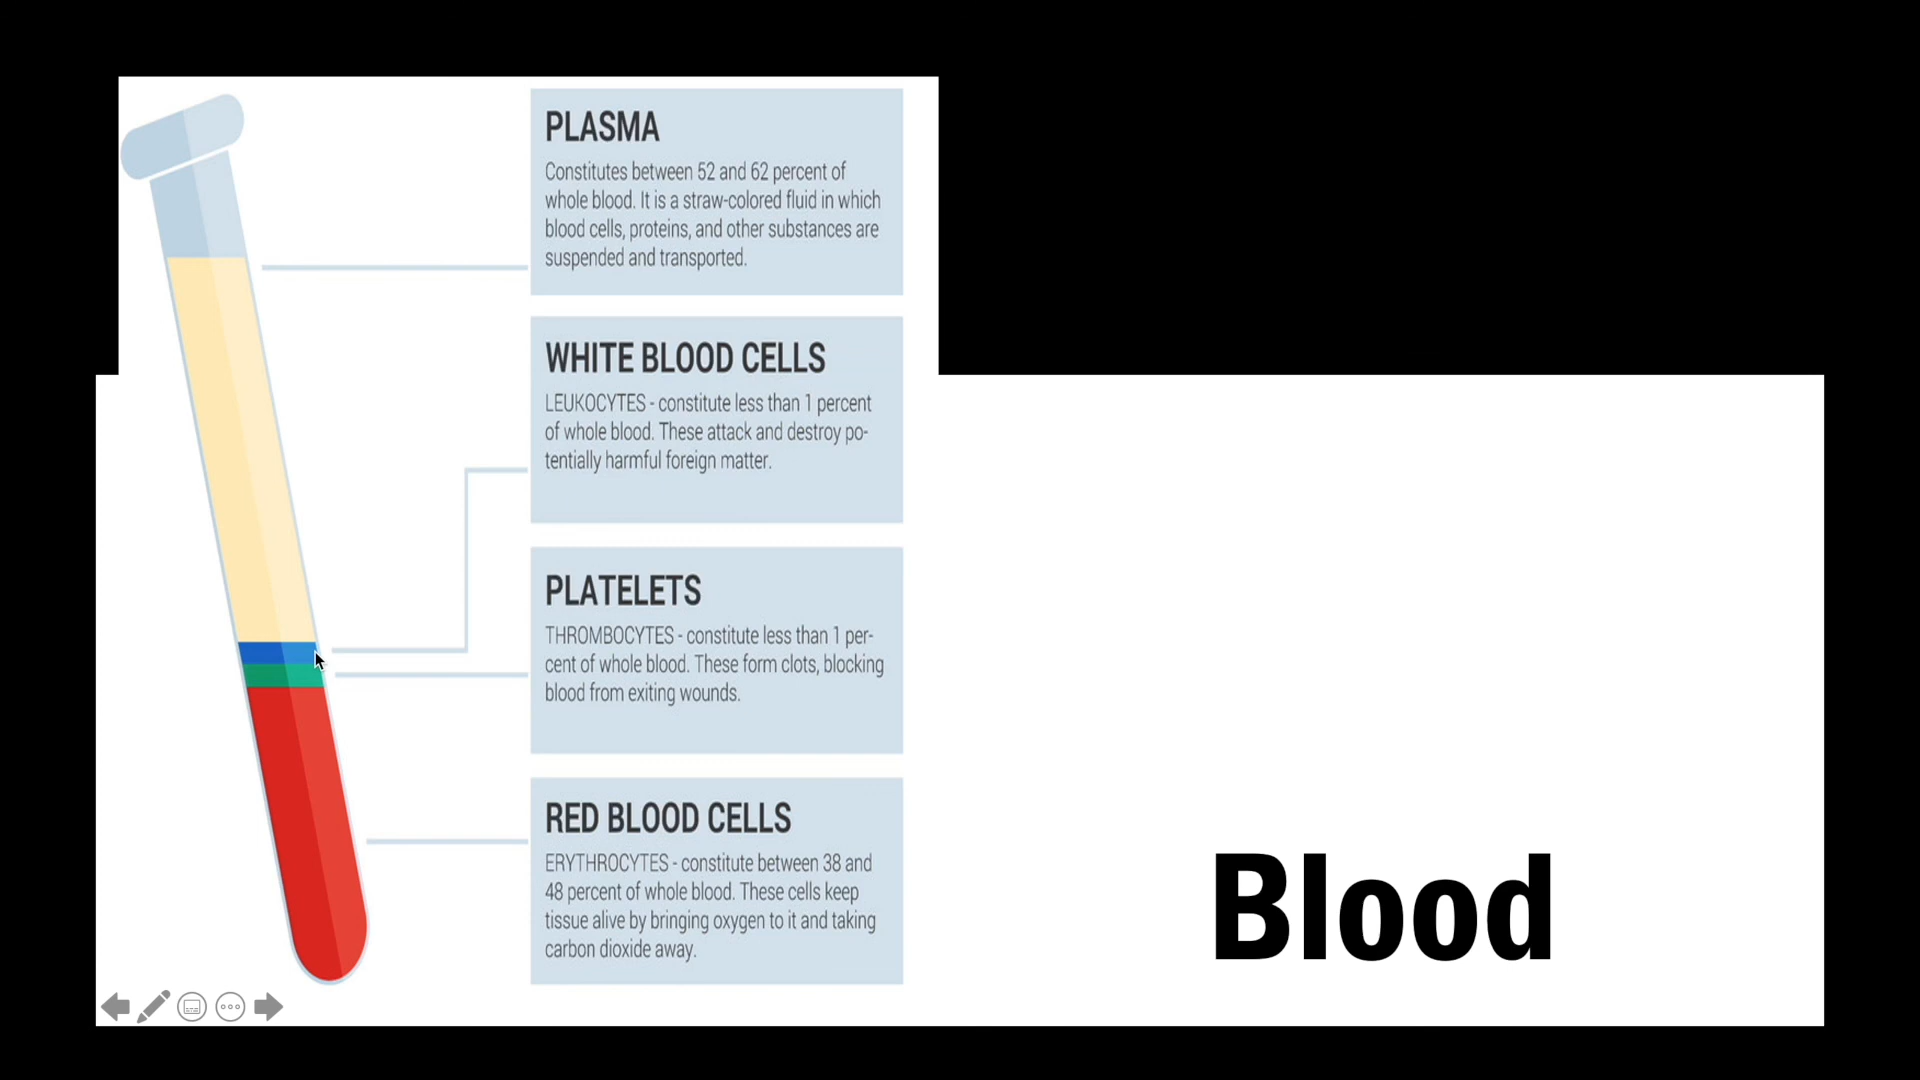 PLASMA
Constitutes between 52 and 62 percent of
whole blood. It is a straw-colored fluid in which
blood cells, proteins, and other substances are
suspended and transported.
WHITE BLOOD CELLS
LEUKOCYTES - constitute less than 1 percent
of whole blood. These attack and destroy po-
tentially harmful foreign matter.
PLATELETS
THROMBOCYTES - constitute less than 1 per-
cent of whole blood. These form clots, blocking
blood from exiting wounds.
RED BLOOD CELLS
ERYTHROCYTES - constitute between 38 and
48 percent of whole blood. These cells keep
tissue alive by bringing oxygen to it and taking
carbon dioxide away.
Blood